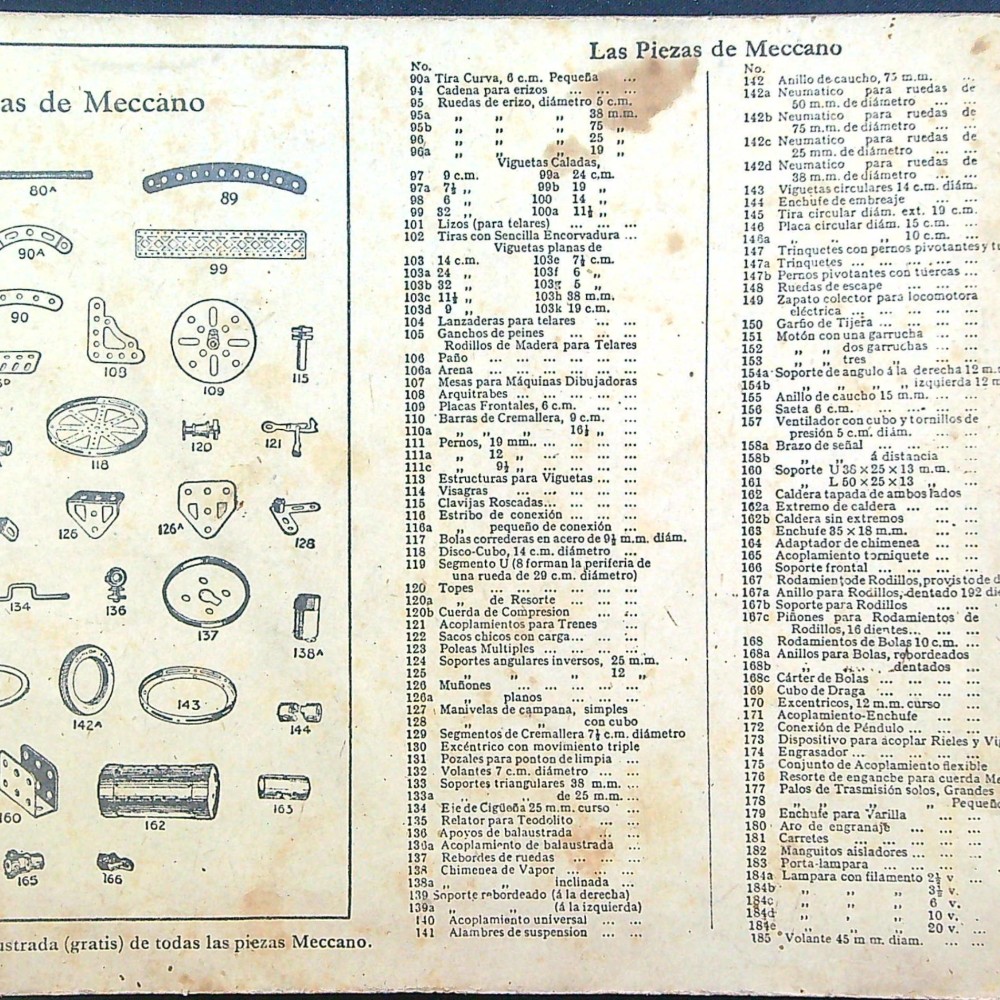 as de Meccano
80A
89
90A
99
90
108
109
115
118
120
121
126
126A
128
134
136
137
138A
142A
143
144
160
162
163
165
166
ustrada (gratis) de todas las piezas Meccano.
Las Piezas de Meccano
No.
90a Tira Curva, 6 c.m. Pequeña ... ...
94 Cadena para erizos ... ... ...
95 Ruedas de erizo, diámetro 5 c.m.
95a „ „ „ 38 m.m.
95b „ „ „ 75 „
96 „ „ „ 25 „
96a „ „ „ 19 „
Viguetas Caladas,
97 9 c.m. 99a 24 c.m.
97a 7½ „ 99b 19 „
98 6 „ 100 14 „
99 32 „ 100a 11½ „
101 Lizos (para telares) ... ... ...
102 Tiras con Sencilla Encorvadura ...
Viguetas planas de
103 14 c.m. 103e 7½ c.m.
103a 24 „ 103f 6 „
103b 32 „ 103g 5 „
103c 11½ „ 103h 38 m.m.
103d 9 „ 103k 19 c.m.
104 Lanzaderas para telares ... ...
105 Ganchos de peines ... ...
Rodillos de Madera para Telares
106 Paño ... ... ... ... ...
106a Arena ... ... ... ... ...
107 Mesas para Máquinas Dibujadoras
108 Arquitrabes ... ... ... ...
109 Placas Frontales, 6 c.m. ... ...
110 Barras de Cremallera, 9 c.m. ...
110a „ „ „ 16½ „ ...
111 Pernos, 19 mm... ... ... ...
111a „ 12 „ ... ... ... ...
111c „ 9½ „ ... ... ... ...
113 Estructuras para Viguetas ... ...
114 Visagras ... ... ... ...
115 Clavijas Roscadas... ... ... ...
116 Estribo de conexión ... ... ...
116a pequeño de conexión ... ...
117 Bolas correderas en acero de 9½ m.m. diám.
118 Disco-Cubo, 14 c.m. diámetro ... ...
119 Segmento U (8 forman la periferia de
una rueda de 29 c.m. diámetro)
120 Topes ... ... ... ... ...
120a „ de Resorte ... ... ...
120b Cuerda de Compresion ... ...
121 Acoplamientos para Trenes ...
122 Sacos chicos con carga... ... ...
123 Poleas Multiples ... ... ...
124 Soportes angulares inversos, 25 m.m.
125 „ „ „ 12 „
126 Muñones ... ... ... ...
126a „ planos ... ... ...
127 Manivelas de campana, simples
128 „ „ con cubo
129 Segmentos de Cremallera 7½ c.m. diámetro
130 Excéntrico con movimiento triple
131 Pozales para ponton de limpia ...
132 Volantes 7 c.m. diámetro ... ...
133 Soportes triangulares 38 m.m. ...
133a „ „ de 25 m.m. ...
134 Eje de Cigüeña 25 m.m. curso ...
135 Relator para Teodolito ... ...
136 Apoyos de balaustrada ... ...
136a Acoplamiento de balaustrada ...
137 Rebordes de ruedas ... ... ...
138 Chimenea de Vapor ... ... ...
138a „ „ inclinada ...
139 Soporte rebordeado (á la derecha)
139a „ „ (á la izquierda)
140 Acoplamiento universal ... ...
141 Alambres de suspension ... ...
No.
142 Anillo de caucho, 75 m.m. ...
142a Neumatico para ruedas de
50 m.m. de diámetro ... ...
142b Neumatico para ruedas de
75 m.m. de diámetro ... ...
142c Neumatico para ruedas de
25 mm. de diámetro ... ...
142d Neumatico para ruedas de
38 m.m. de diámetro ... ...
143 Viguetas circulares 14 c.m. diám.
144 Enchufe de embraje ... ...
145 Tira circular diám. ext. 19 c.m.
146 Placa circular diám. 15 c.m. ...
146a „ „ „ 10 c.m. ...
147 Trinquetes con pernos pivotantes y t
147a Trinquetes ... ... ... ...
147b Pernos pivotantes con tuercas ...
148 Ruedas de escape ... ... ...
149 Zapato colector para locomotora
eléctrica ... ... ... ...
150 Garfio de Tijera ... ... ...
151 Motón con una garrucha ... ...
152 „ „ dos garruchas ...
153 „ „ tres ... ...
154a Soporte de angulo á la derecha 12 m.
154b „ „ „ „ izquierda 12 m
155 Anillo de caucho 15 m.m. ... ...
156 Saeta 6 c.m. ... ... ...
157 Ventilador con cubo y tornillos de
presión 5 c.m. diám. ... ...
158a Brazo de señal ... ... ...
158b „ „ á distancia ...
160 Soporte U 38 × 25 × 13 m.m. ...
161 „ L 50 × 25 × 13 „ ...
162 Caldera tapada de ambos lados
162a Extremo de caldera ... ... ...
162b Caldera sin extremos ... ...
163 Enchufe 35 × 18 m.m. ... ...
164 Adaptador de chimenea ... ...
165 Acoplamiento torniquete ... ...
166 Soporte frontal ... ... ...
167 Rodamiento de Rodillos, provisto de d
167a Anillo para Rodillos, dentado 192 di
167b Soporte para Rodillos ... ...
167c Piñones para Rodamientos de
Rodillos, 16 dientes... ... ...
168 Rodamientos de Bolas 10 c.m. ...
168a Anillos para Bolas, rebordeados
168b „ „ dentados ...
168c Cárter de Bolas ... ... ...
169 Cubo de Draga ... ... ...
170 Excentricos, 12 m.m. curso ...
171 Acoplamiento-Enchufe ... ...
172 Conexión de Péndulo ... ...
173 Dispositivo para acoplar Rieles y Vi
174 Engrasador ... ... ... ...
175 Conjunto de Acoplamiento flexible
176 Resorte de enganche para cuerda M
177 Palos de Trasmisión solos, Grandes
178 „ „ „ „ Pequeñ
179 Enchufe para Varilla ... ...
180 Aro de engranaje ... ... ...
181 Carretes ... ... ... ...
182 Manguitos aisladores ... ... ...
183 Porta-lampara ... ... ...
184a Lampara con filamento 2½ v. ...
184b „ „ „ 3½ v. ...
184c „ „ „ 6 v. ...
184d „ „ „ 10 v. ...
184e „ „ „ 20 v. ...
185 Volante 45 m m. diam. ... ...